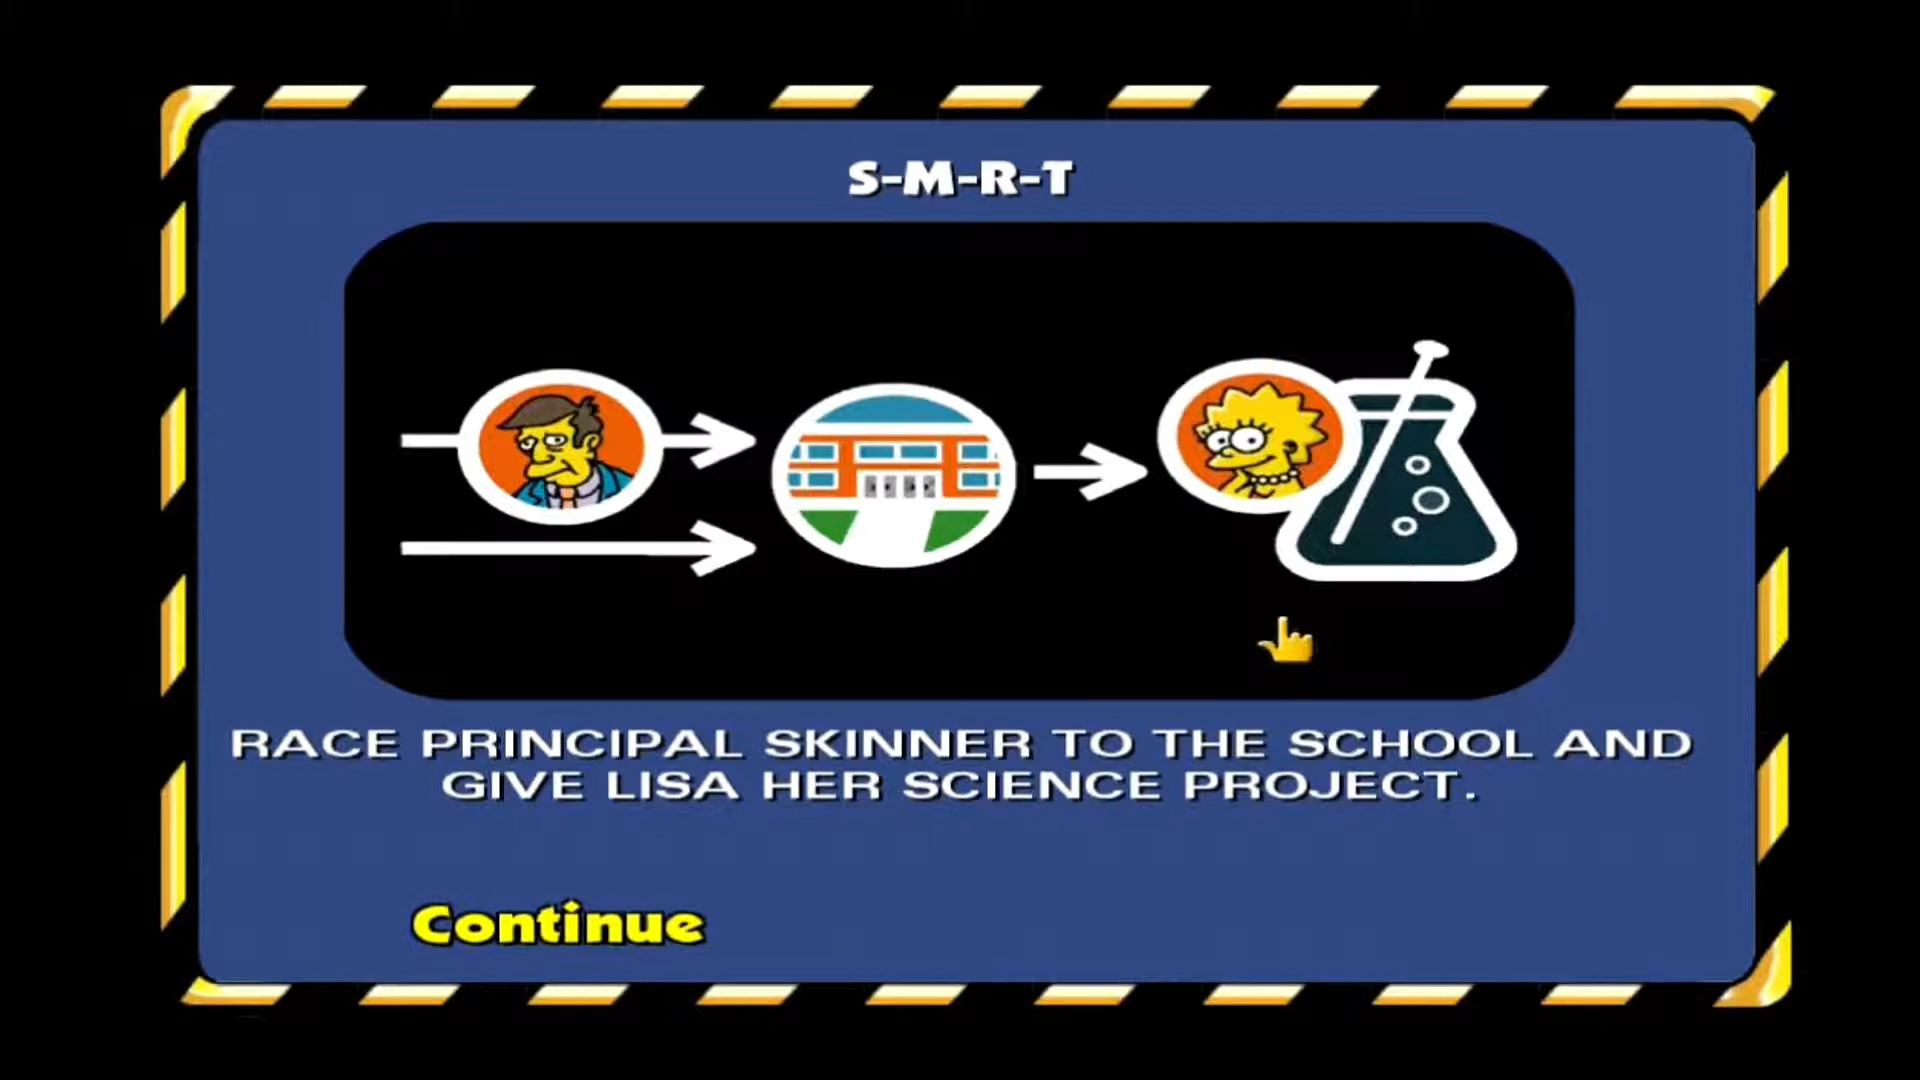 S-M-R-T
RACE PRINCIPAL SKINNER TO THE SCHOOL AND
GIVE LISA HER SCIENCE PROJECT.
Continue